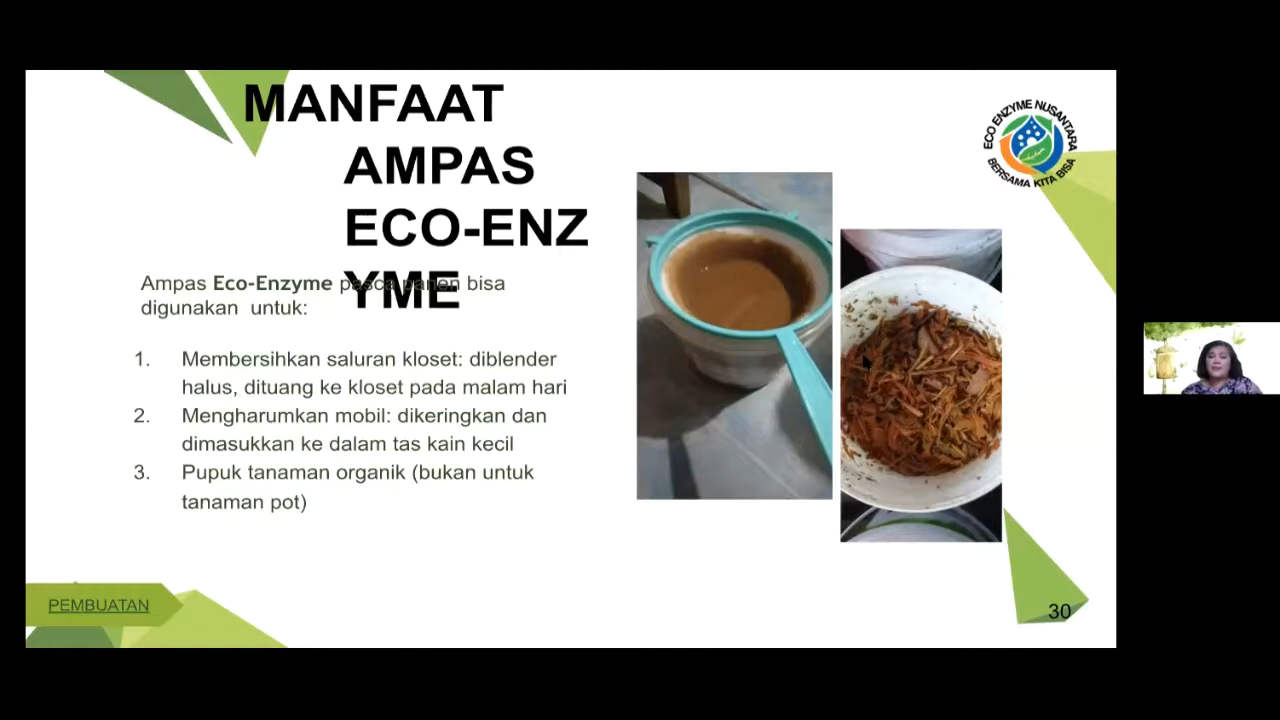 MANFAAT
AMPAS
ECO-ENZ
YME
ECO ENZYME NUSANTARA
BERSAMA KITA BISA
Ampas Eco-Enzyme pasca panen bisa
digunakan untuk:
1. Membersihkan saluran kloset: diblender
halus, dituang ke kloset pada malam hari
2. Mengharumkan mobil: dikeringkan dan
dimasukkan ke dalam tas kain kecil
3. Pupuk tanaman organik (bukan untuk
tanaman pot)
PEMBUATAN
30